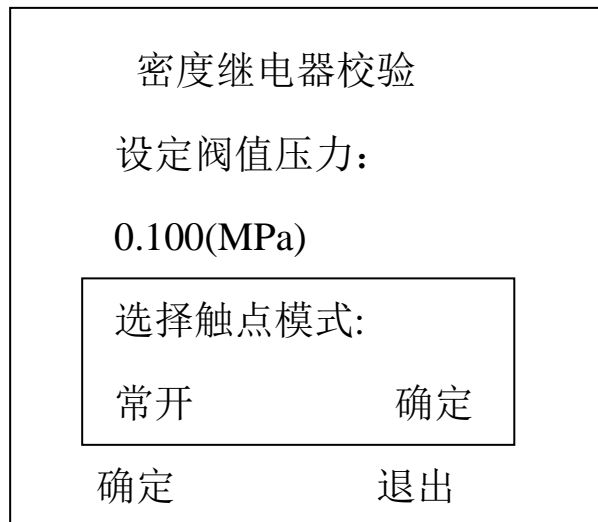 密度继电器校验
设定阀值压力：
0.100(MPa)
选择触点模式:
常开 确定
确定 退出